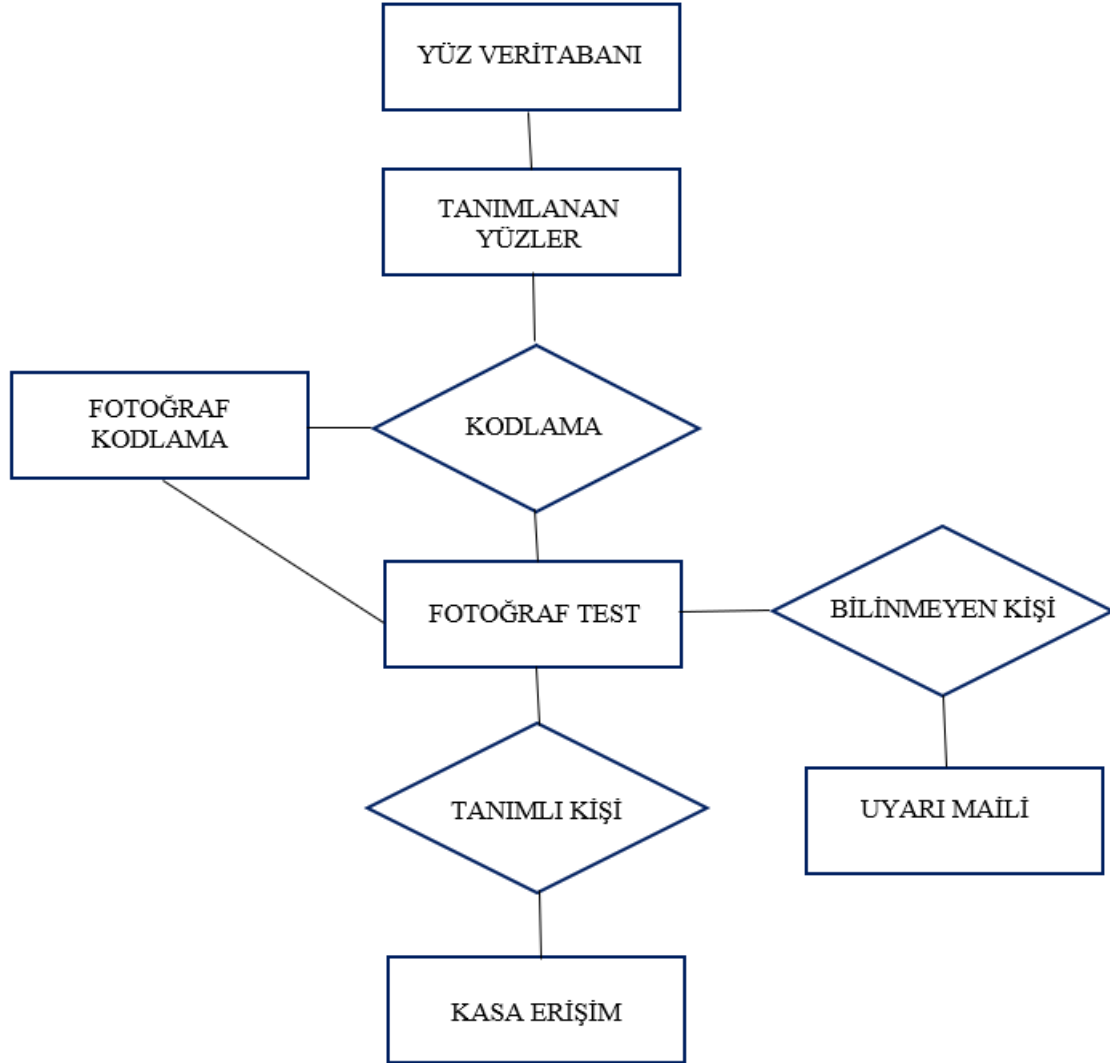 YÜZ VERİTABANI
TANIMLANAN
YÜZLER
FOTOĞRAF
KODLAMA
KODLAMA
FOTOĞRAF TEST
BİLİNMEYEN KİŞİ
TANIMLI KİŞİ
UYARI MAİLİ
KASA ERİŞİM